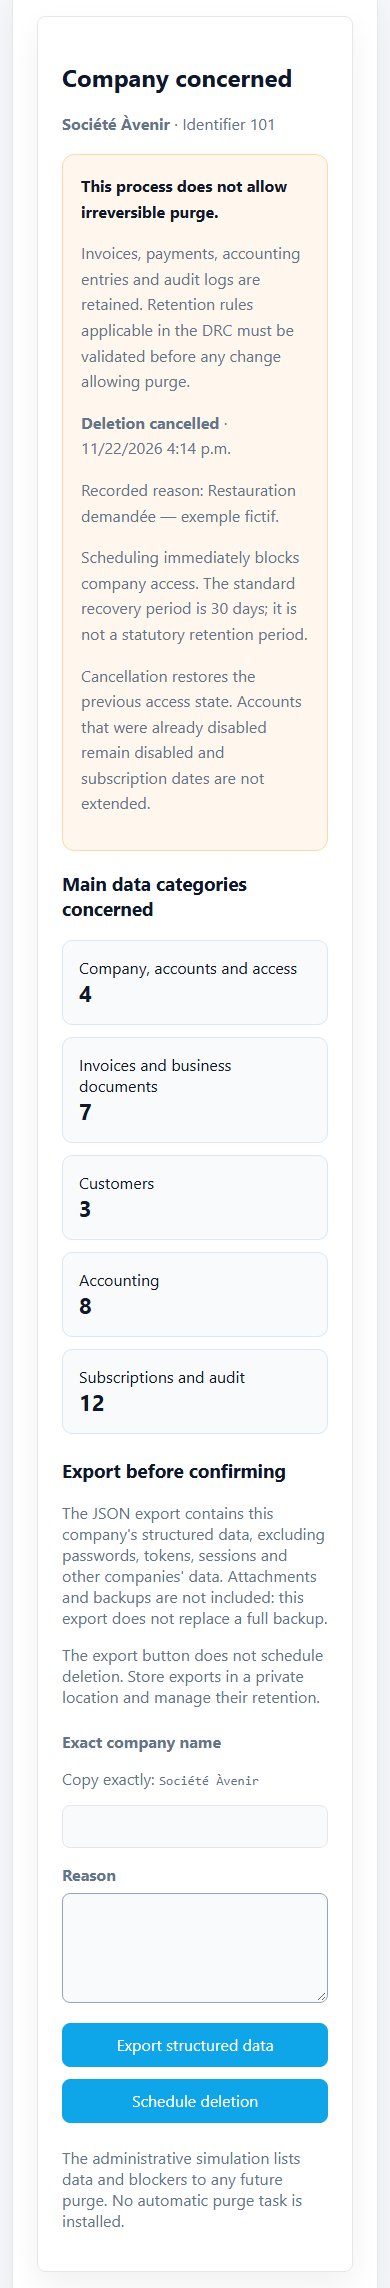 Company concerned
Société Àvenir · Identifier 101
This process does not allow
irreversible purge.
Invoices, payments, accounting
entries and audit logs are
retained. Retention rules
applicable in the DRC must be
validated before any change
allowing purge.
Deletion cancelled ·
11/22/2026 4:14 p.m.
Recorded reason: Restauration
demandée — exemple fictif.
Scheduling immediately blocks
company access. The standard
recovery period is 30 days; it is
not a statutory retention period.
Cancellation restores the
previous access state. Accounts
that were already disabled
remain disabled and
subscription dates are not
extended.
Main data categories
concerned
Company, accounts and access
4
Invoices and business
documents
7
Customers
3
Accounting
8
Subscriptions and audit
12
Export before confirming
The JSON export contains this
company's structured data, excluding
passwords, tokens, sessions and
other companies' data. Attachments
and backups are not included: this
export does not replace a full backup.
The export button does not schedule
deletion. Store exports in a private
location and manage their retention.
Exact company name
Copy exactly: Société Àvenir
Reason
Export structured data
Schedule deletion
The administrative simulation lists
data and blockers to any future
purge. No automatic purge task is
installed.